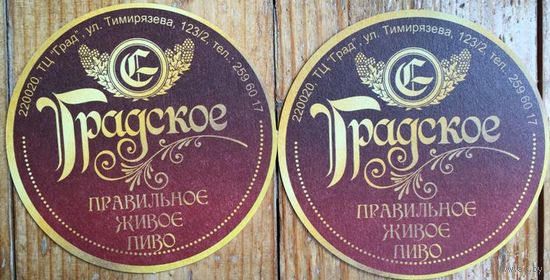 220020. ТЦ "Град", ул. Тимирязева, 123/2, тел.: 259 60 17
Є
Градское
ПРАВИЛЬНОЕ
ЖИВОЕ
ПИВО
220020. ТЦ "Град", ул. Тимирязева, 123/2, тел.: 259 60 17
Є
Градское
ПРАВИЛЬНОЕ
ЖИВОЕ
ПИВО